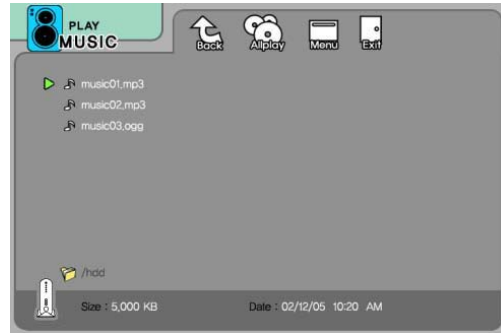 PLAY
MUSIC
Back Allplay Menu Exit
music01.mp3
music02.mp3
music03.ogg
/hdd
Size : 5,000 KB Date : 02/12/05 10:20 AM